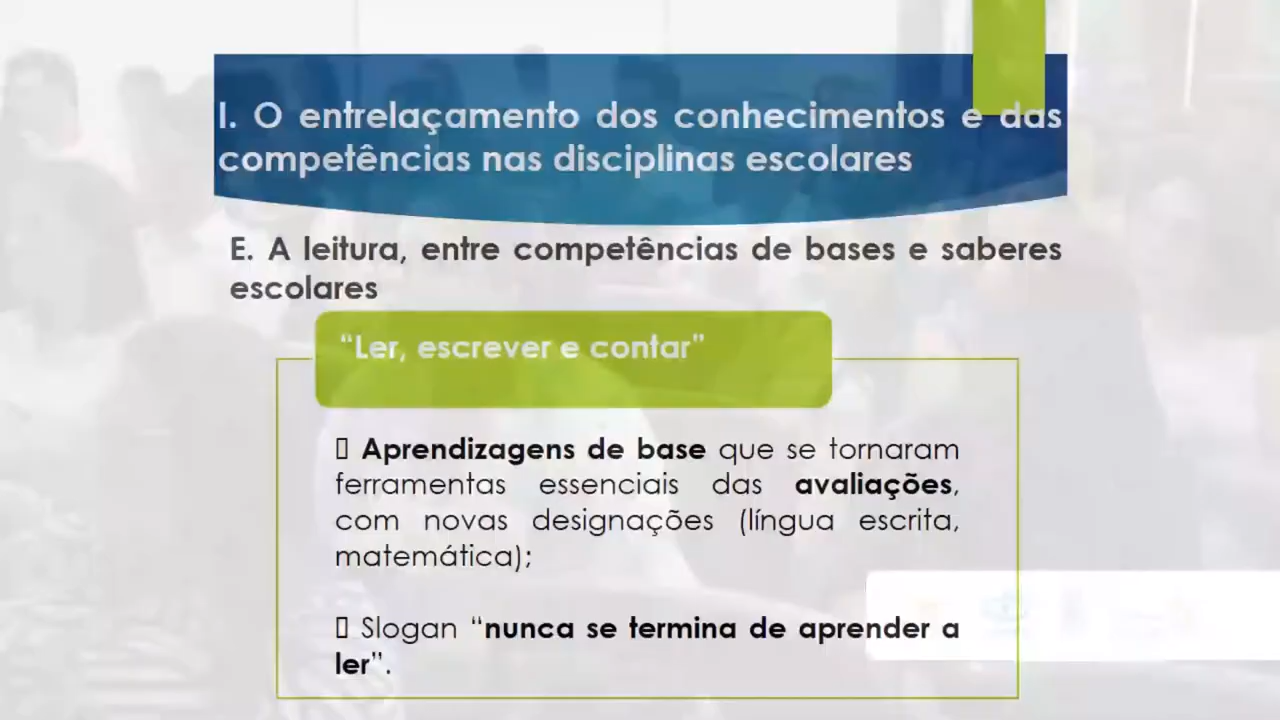 I. O entrelaçamento dos conhecimentos e das
competências nas disciplinas escolares
E. A leitura, entre competências de bases e saberes
escolares
“Ler, escrever e contar”
▯ Aprendizagens de base que se tornaram
ferramentas essenciais das avaliações,
com novas designações (língua escrita,
matemática);
▯ Slogan “nunca se termina de aprender a
ler”.